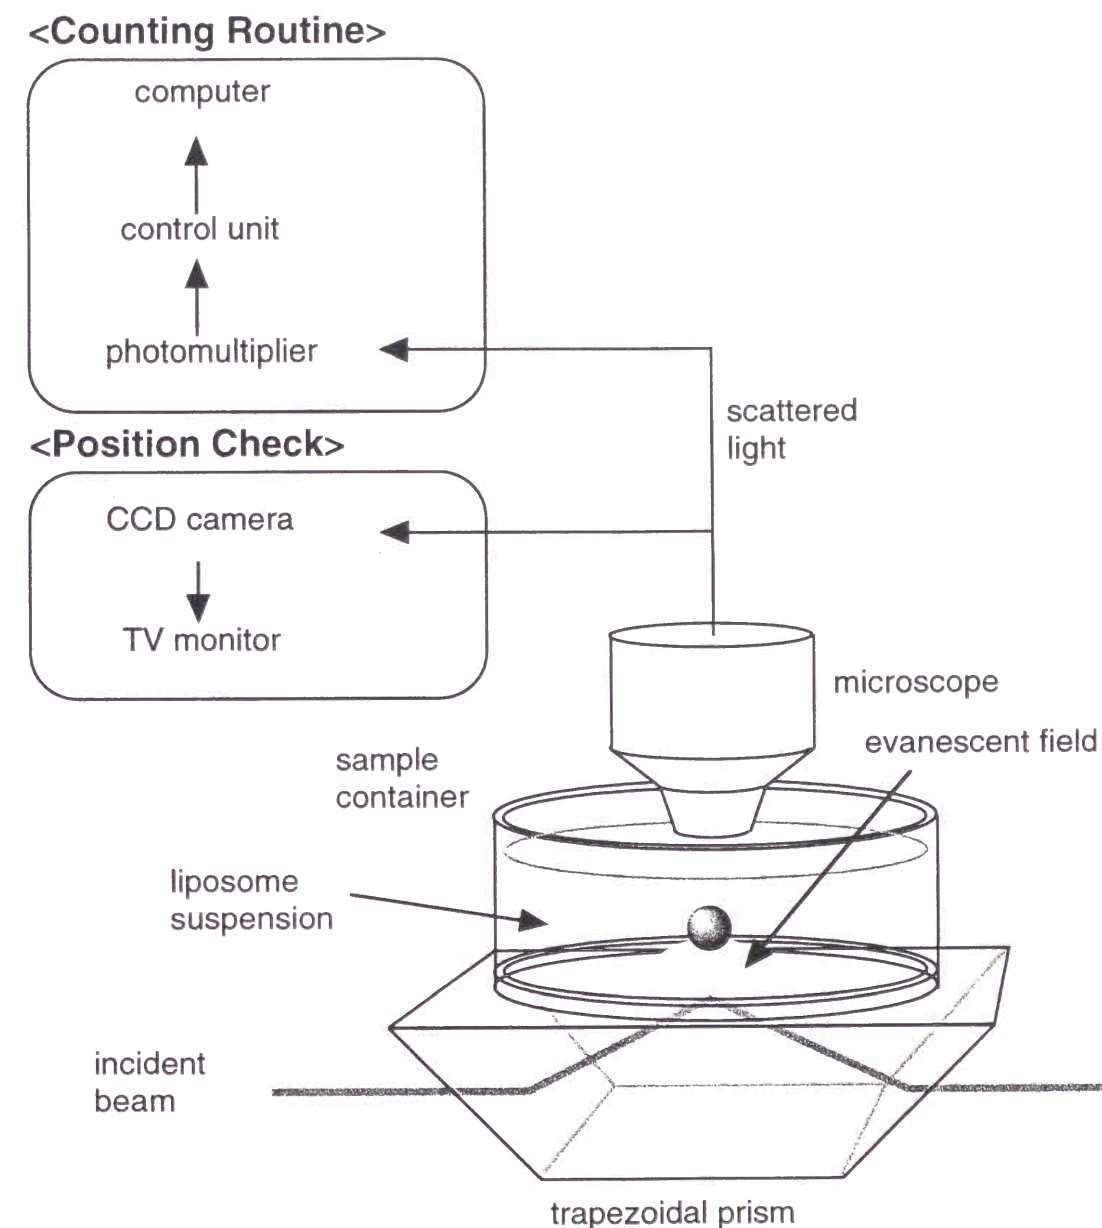 <Counting Routine>
computer
control unit
photomultiplier
scattered
light
<Position Check>
CCD camera
TV monitor
microscope
evanescent field
sample
container
liposome
suspension
incident
beam
trapezoidal prism